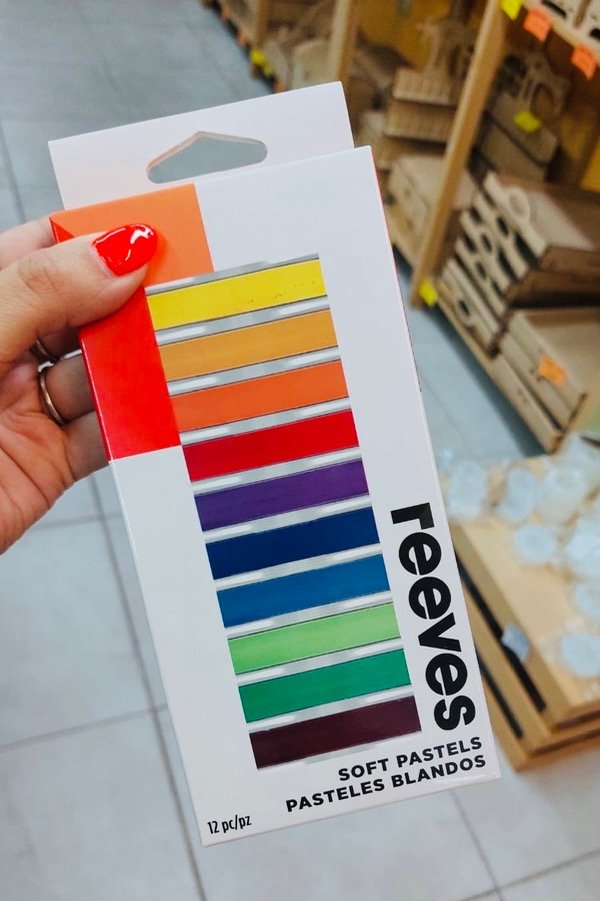 reeves
SOFT PASTELS
PASTELES BLANDOS
12 pc/pz